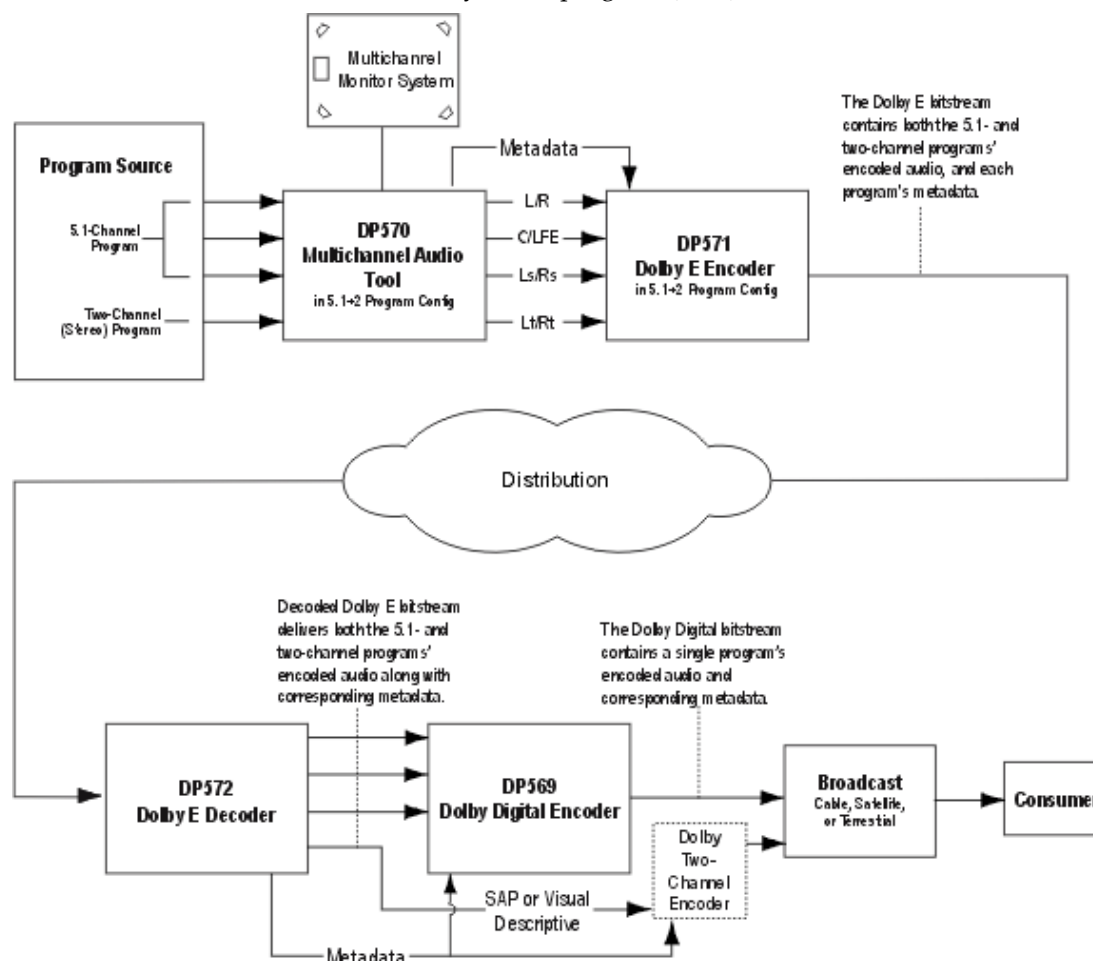 Multichannel
Monitor System
The Dolby E bitstream
contains both the 5.1- and
two-channel programs'
encoded audio, and each
program's metadata.
Metadata
Program Source
5.1-Channel
Program
Two-Channel
(Stereo) Program
DP570
Multichannel Audio
Tool
in 5.1+2 Program Config
L/R
C/LFE
Ls/Rs
Lt/Rt
DP571
Dolby E Encoder
in 5.1+2 Program Config
Distribution
Decoded Dolby E bitstream
delivers both the 5.1- and
two-channel programs'
encoded audio along with
corresponding metadata.
The Dolby Digital bitstream
contains a single program's
encoded audio and
corresponding metadata.
DP572
Dolby E Decoder
DP569
Dolby Digital Encoder
Broadcast
Cable, Satellite,
or Terrestrial
Consumer
Dolby
Two-
Channel
Encoder
SAP or Visual
Descriptive
Metadata